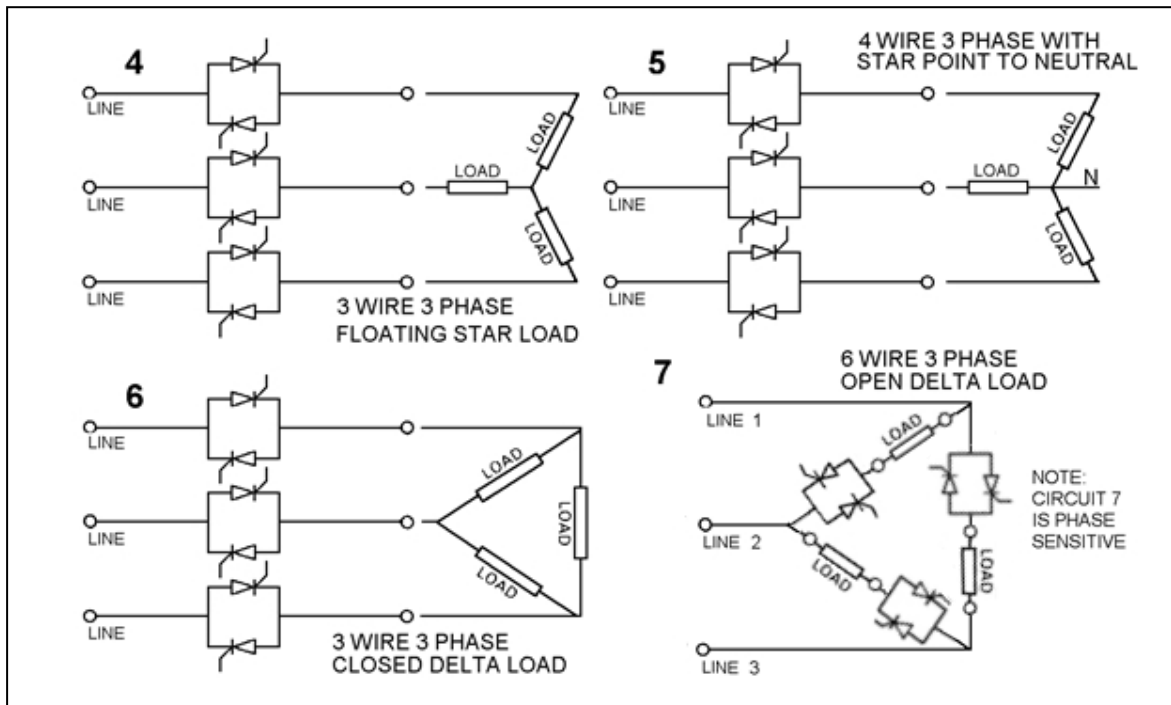 4
LINE
LINE
LINE
LOAD
LOAD
LOAD
3 WIRE 3 PHASE
FLOATING STAR LOAD
5
4 WIRE 3 PHASE WITH
STAR POINT TO NEUTRAL
LINE
LINE
LINE
LOAD
LOAD
N
LOAD
6
LINE
LINE
LINE
LOAD
LOAD
LOAD
3 WIRE 3 PHASE
CLOSED DELTA LOAD
7
6 WIRE 3 PHASE
OPEN DELTA LOAD
LINE 1
LINE 2
LINE 3
LOAD
LOAD
LOAD
NOTE:
CIRCUIT 7
IS PHASE
SENSITIVE